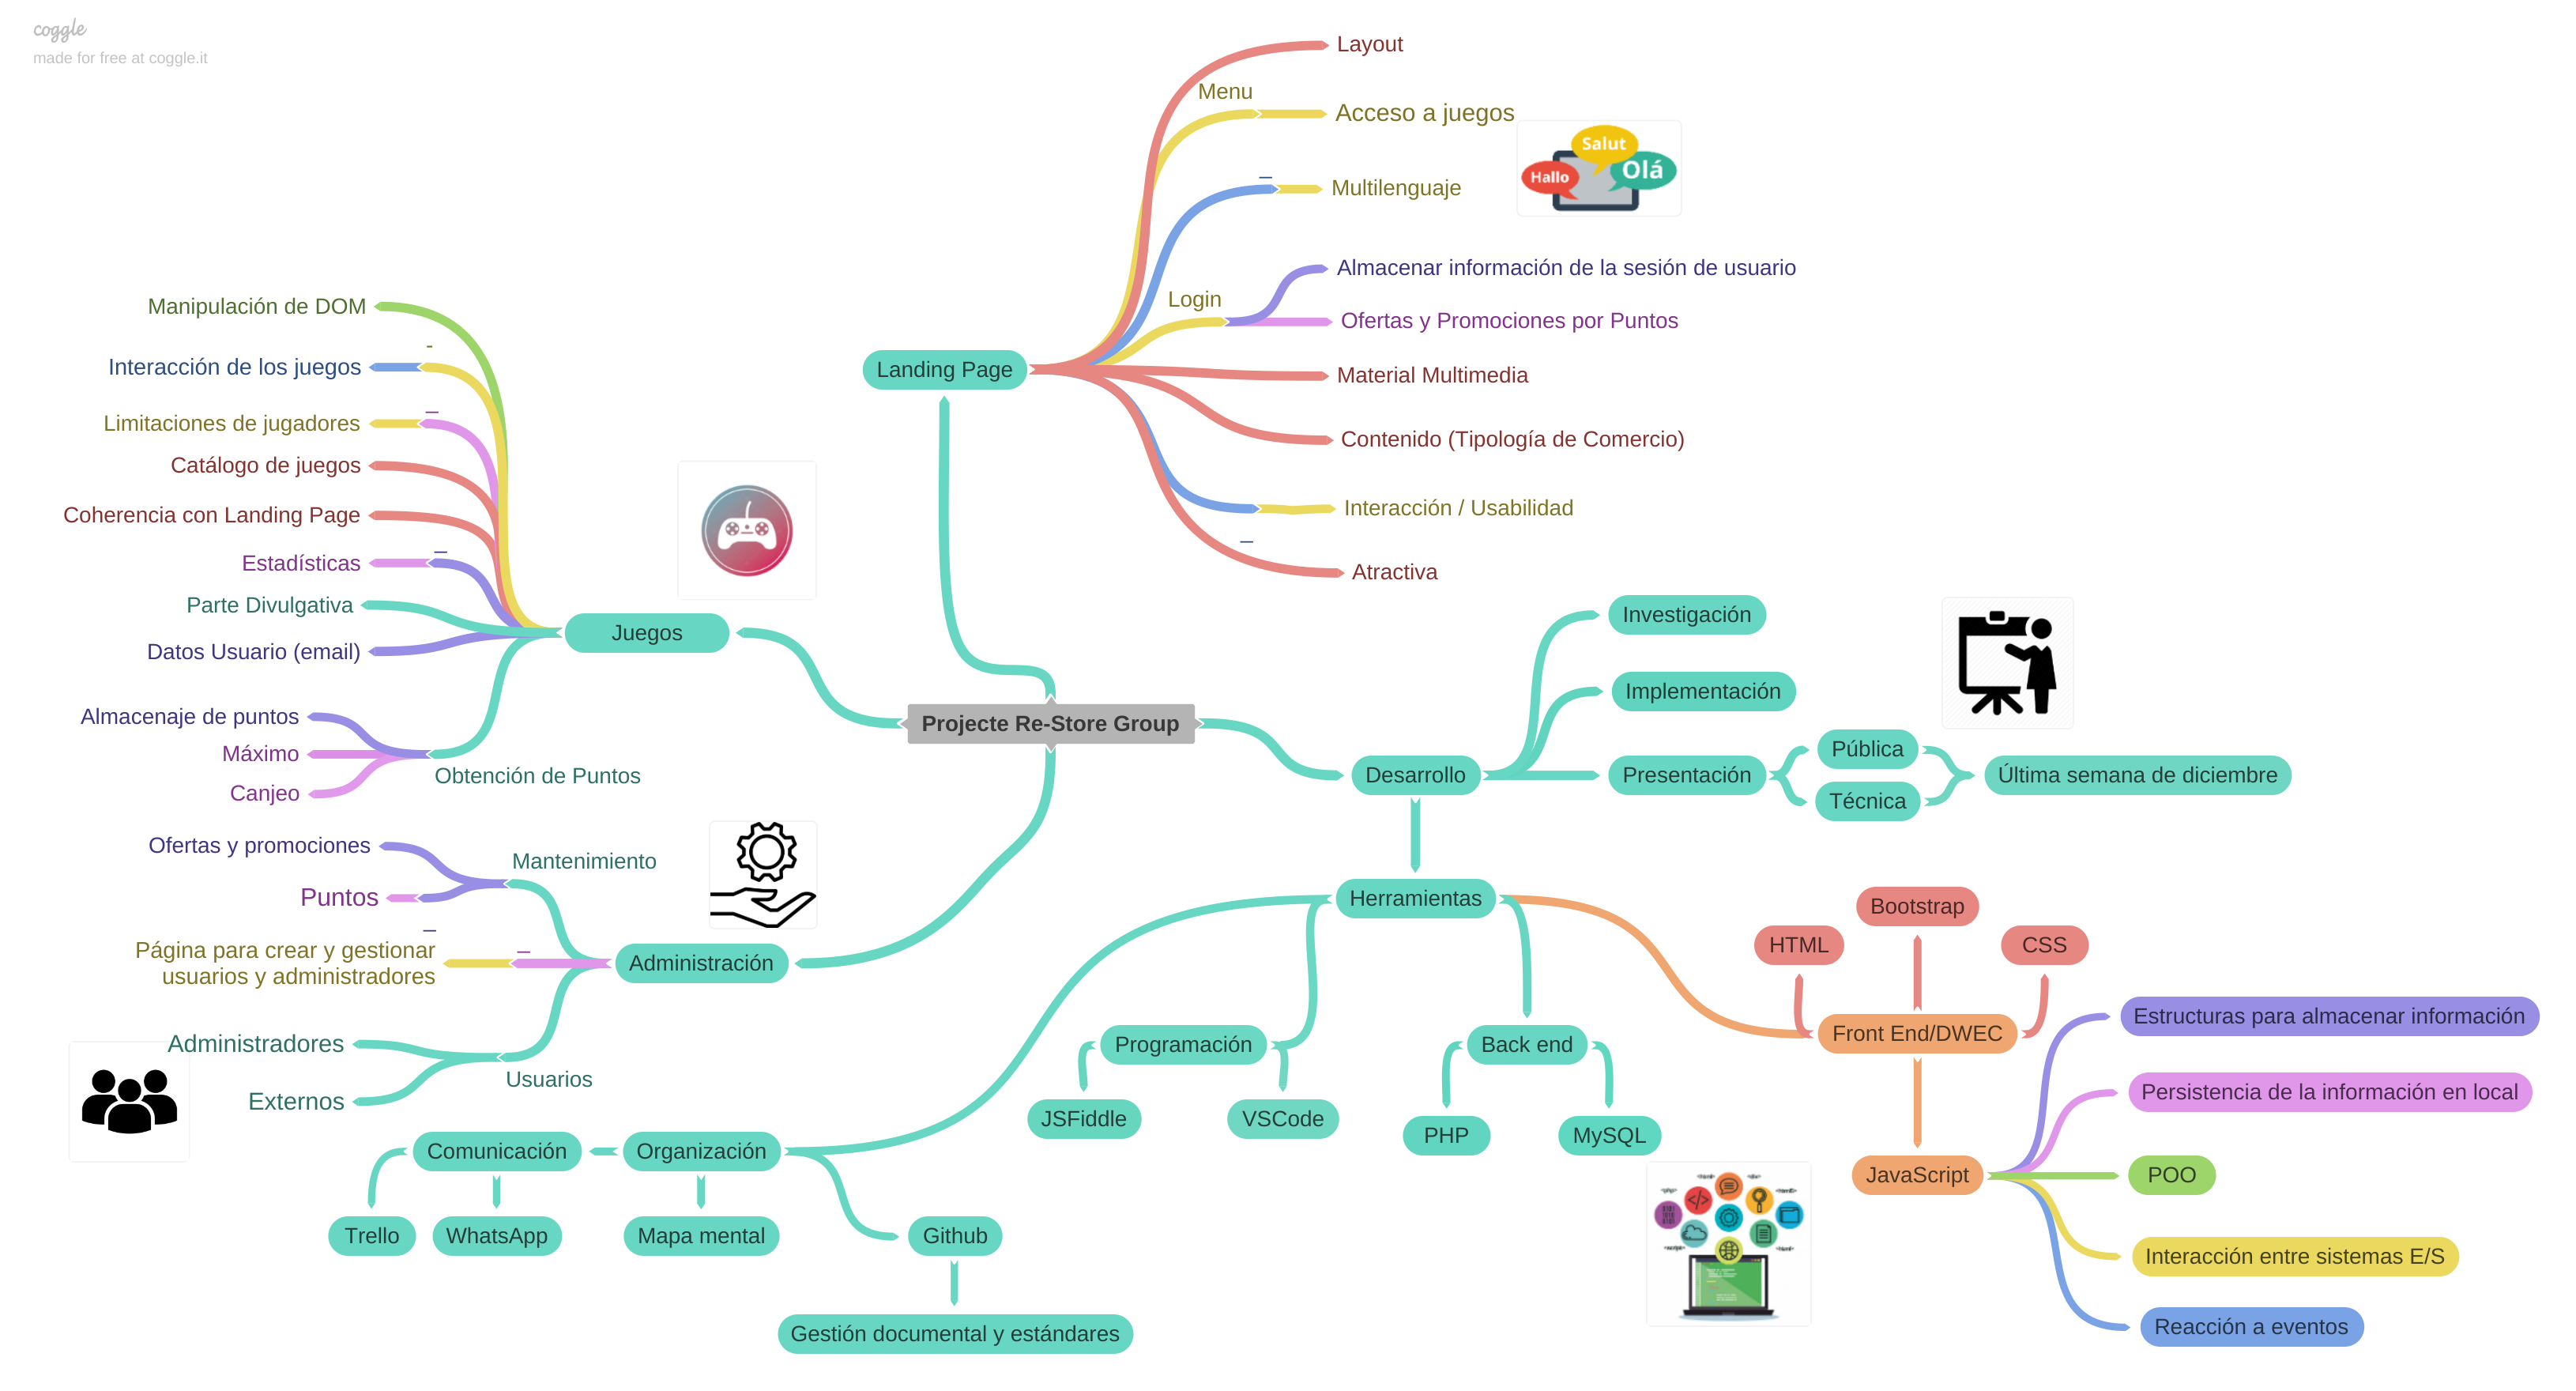 coggle
made for free at coggle.it
Layout
Menu
Acceso a juegos
Salut
Hallo
Olá
–
Multilenguaje
Almacenar información de la sesión de usuario
Login
Ofertas y Promociones por Puntos
Landing Page
Material Multimedia
Contenido (Tipología de Comercio)
Interacción / Usabilidad
–
Atractiva
Manipulación de DOM
-
Interacción de los juegos
–
Limitaciones de jugadores
Catálogo de juegos
Coherencia con Landing Page
–
Estadísticas
Parte Divulgativa
Juegos
Datos Usuario (email)
Almacenaje de puntos
Máximo
Canjeo
Obtención de Puntos
Projecte Re-Store Group
Investigación
Implementación
Desarrollo
Presentación
Pública
Técnica
Última semana de diciembre
Ofertas y promociones
Mantenimiento
Puntos
–
Página para crear y gestionar
usuarios y administradores
–
Administración
Administradores
Externos
Usuarios
Herramientas
Bootstrap
HTML
CSS
Front End/DWEC
Programación
Back end
JSFiddle
VSCode
PHP
MySQL
Estructuras para almacenar información
Persistencia de la información en local
JavaScript
POO
Interacción entre sistemas E/S
Reacción a eventos
Comunicación
Organización
Trello
WhatsApp
Mapa mental
Github
Gestión documental y estándares